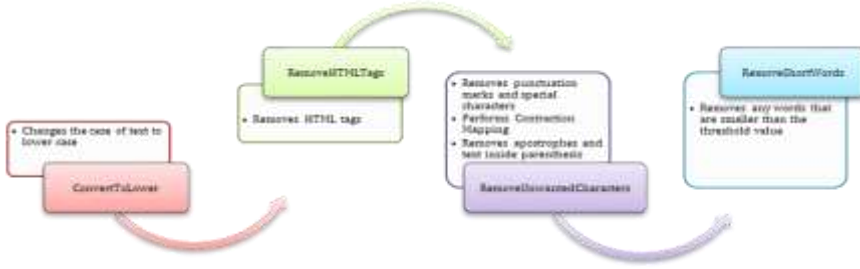 • Changes the case of text to
lower case
ConvertToLower
RemoveHTMLTags
• Removes HTML tags
• Removes punctuation
marks and special
characters
• Performs Contraction
Mapping
• Removes apostrophes and
text inside parenthesis
RemoveUnwantedCharacters
RemoveShortWords
• Removes any words that
are smaller than the
threshold value